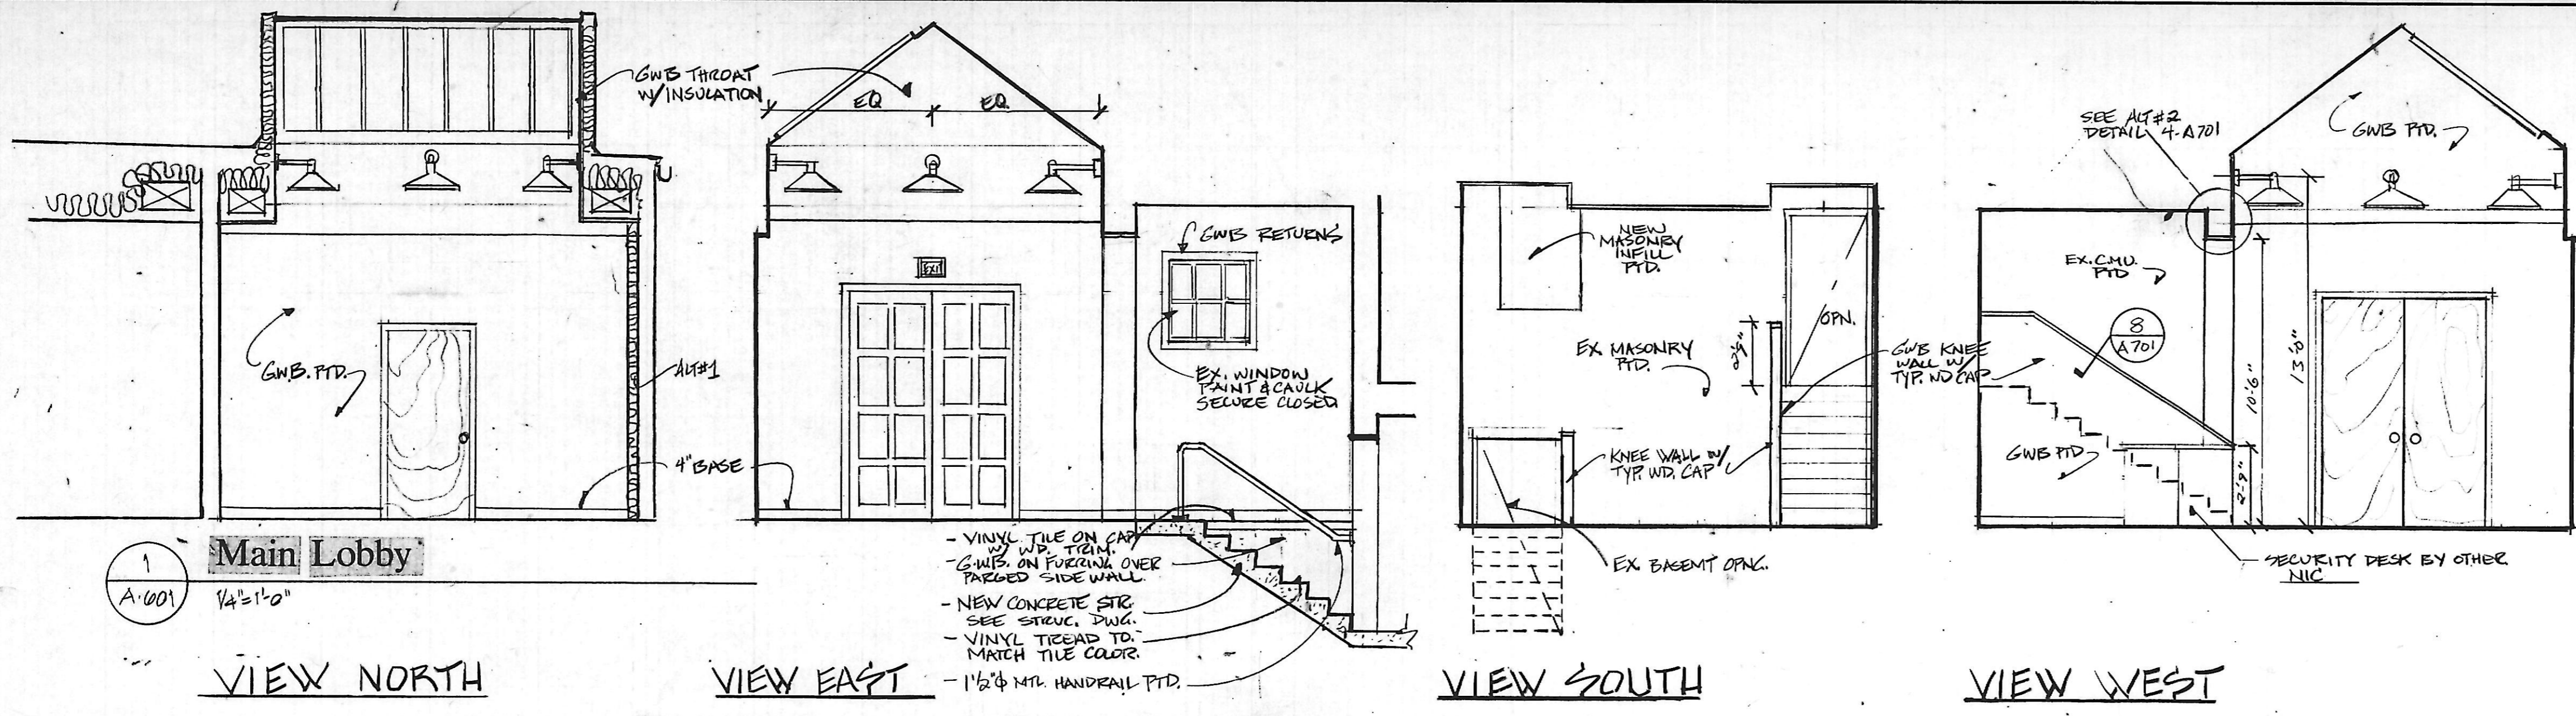 GWB THROAT
W/INSULATION
G.W.B. PTD.
ALT#1
4" BASE
1
A·601
Main Lobby
1/4"=1'-0"
VIEW NORTH
EQ
EQ.
EXIT
GWB RETURNS
EX. WINDOW
PAINT & CAULK
SECURE CLOSED
- VINYL TILE ON CAP
W/ WD. TRIM.
- G.W.B. ON FURRING OVER
PARGED SIDE WALL.
- NEW CONCRETE STR.
SEE STRUC. DWG.
- VINYL TREAD TO
MATCH TILE COLOR.
- 1 1/2"ϕ MTL. HANDRAIL PTD.
VIEW EAST
NEW
MASONRY
INFILL
PTD.
EX. MASONRY
PTD.
2'-9"
OPN.
KNEE WALL W/
TYP. WD. CAP
EX. BASEMT OPNG.
VIEW SOUTH
GWB KNEE
WALL W/
TYP. WD CAP
SEE ALT #2
DETAIL 4-A701
GWB PTD.
EX. C.M.U.
PTD
8
A701
GWB PTD
10'-6"
13'-0"
2'-9"
SECURITY DESK BY OTHER
NIC
VIEW WEST